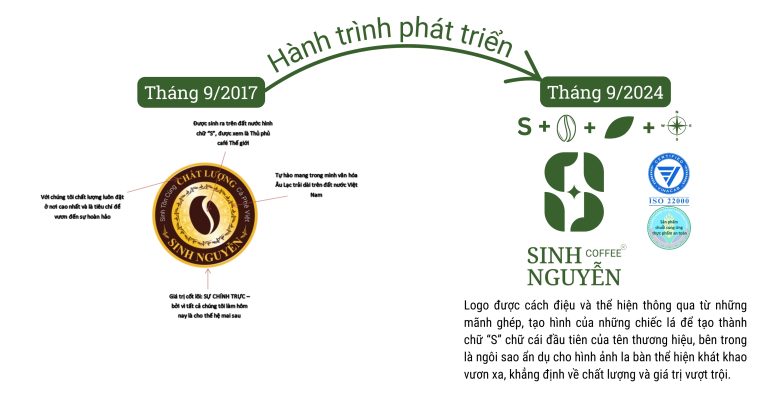 Hành trình phát triển
Tháng 9/2017
Tháng 9/2024
Được sinh ra trên đất nước hình
chữ "S", được xem là Thủ phủ
café Thế giới
Với chúng tôi chất lượng luôn đặt
ở nơi cao nhất và là tiêu chí để
vươn đến sự hoàn hảo
Tự hào mang trong mình văn hóa
Âu Lạc trải dài trên đất nước Việt
Nam
CHẤT LƯỢNG
Cà Phê Việt
SINH NGUYÊN
Giá trị cốt lõi: SỰ CHÍNH TRỰC –
bởi vì tất cả chúng tôi làm hôm
nay là cho thế hệ mai sau
S + + +
N
CERTIFIED
VINACAB
ISO 22000
Sản phẩm
chuỗi cung ứng
thực phẩm an toàn
SINH COFFEE ®
NGUYỄN
Logo được cách điệu và thể hiện thông qua từ những
mãnh ghép, tạo hình của những chiếc lá để tạo thành
chữ "S" chữ cái đầu tiên của tên thương hiệu, bên trong
là ngôi sao ẩn dụ cho hình ảnh la bàn thể hiện khát khao
vươn xa, khẳng định về chất lượng và giá trị vượt trội.